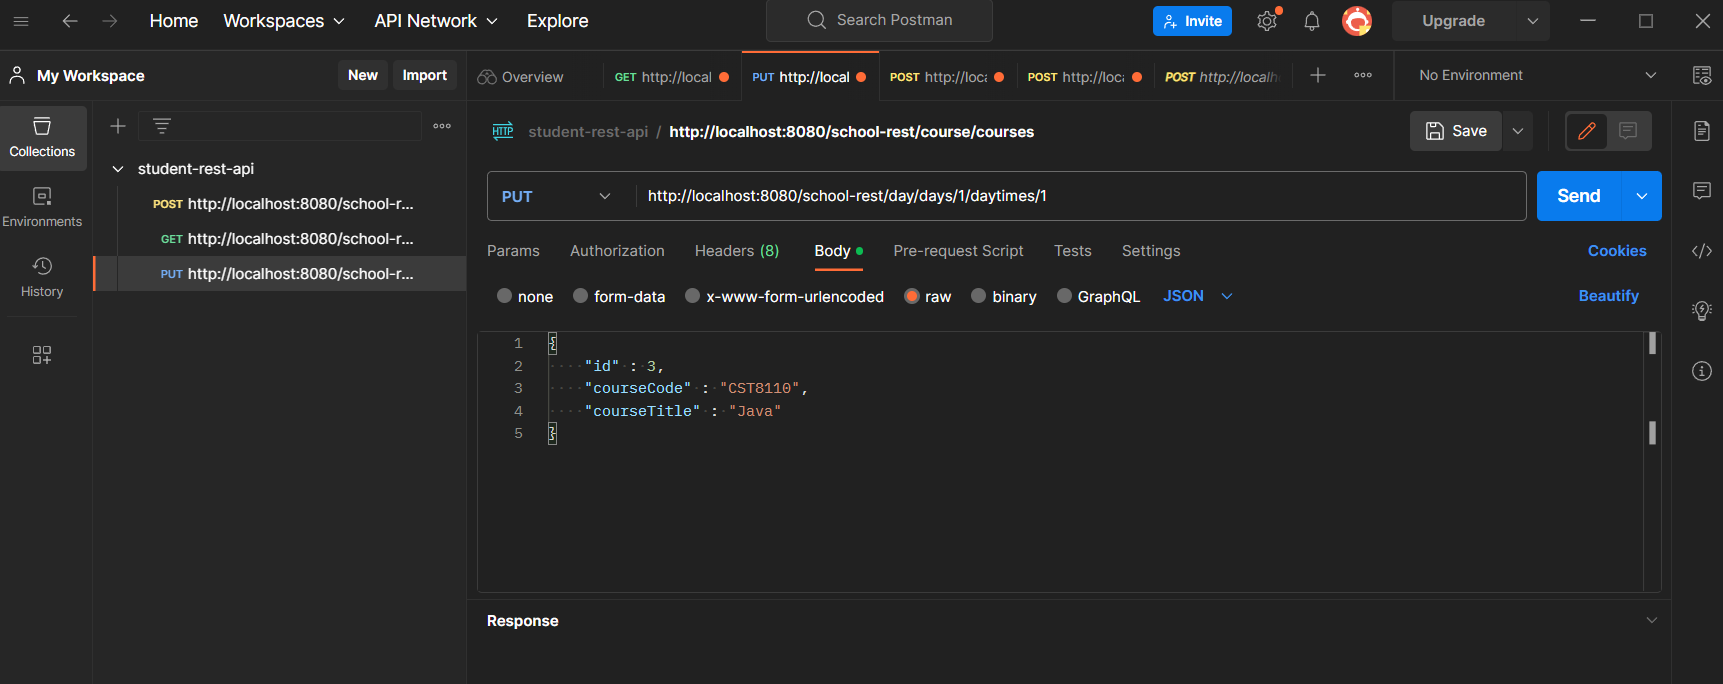 Home Workspaces API Network Explore Search Postman Invite Upgrade
My Workspace New Import Overview GET http://local PUT http://local POST http://loca POST http://loca POST http://localh No Environment
Collections
Environments
History
student-rest-api
POST http://localhost:8080/school-r...
GET http://localhost:8080/school-r...
PUT http://localhost:8080/school-r...
HTTP student-rest-api / http://localhost:8080/school-rest/course/courses Save
PUT http://localhost:8080/school-rest/day/days/1/daytimes/1 Send
Params Authorization Headers (8) Body Pre-request Script Tests Settings Cookies
none form-data x-www-form-urlencoded raw binary GraphQL JSON Beautify
1 {
2 "id" : 3,
3 "courseCode" : "CST8110",
4 "courseTitle" : "Java"
5 }
Response